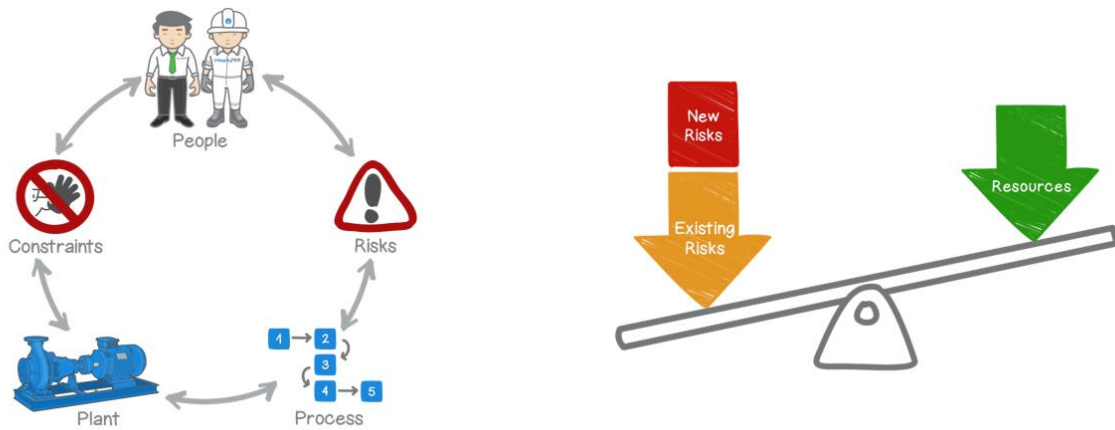 People
Constraints
Risks
Plant
1
2
3
4
5
Process
New
Risks
Existing
Risks
Resources